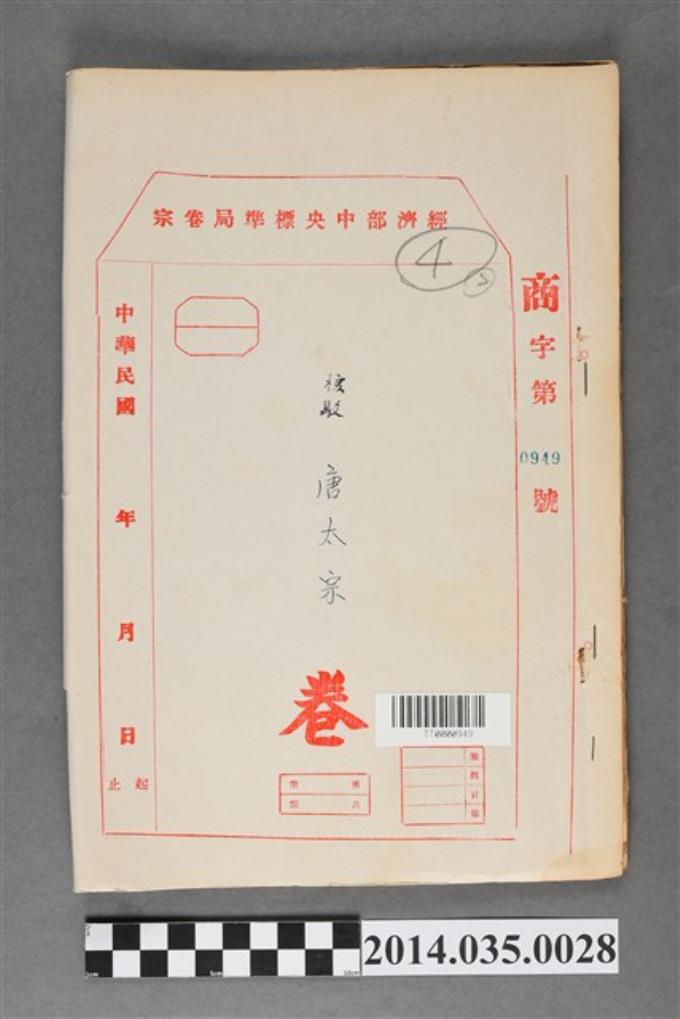 經濟部中央標準局卷宗
4
商字第
0949
號
核駁
唐太宗
中華民國
年
月
日
起
止
卷
TT0000949
2014.035.0028